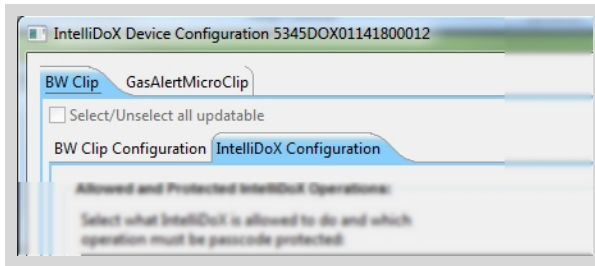 IntelliDoX Device Configuration 5345DOX01141800012
BW Clip GasAlertMicroClip
Select/Unselect all updatable
BW Clip Configuration IntelliDoX Configuration
Allowed and Protected IntelliDoX Operations:
Select what IntelliDoX is allowed to do and which
operation must be passcode protected: